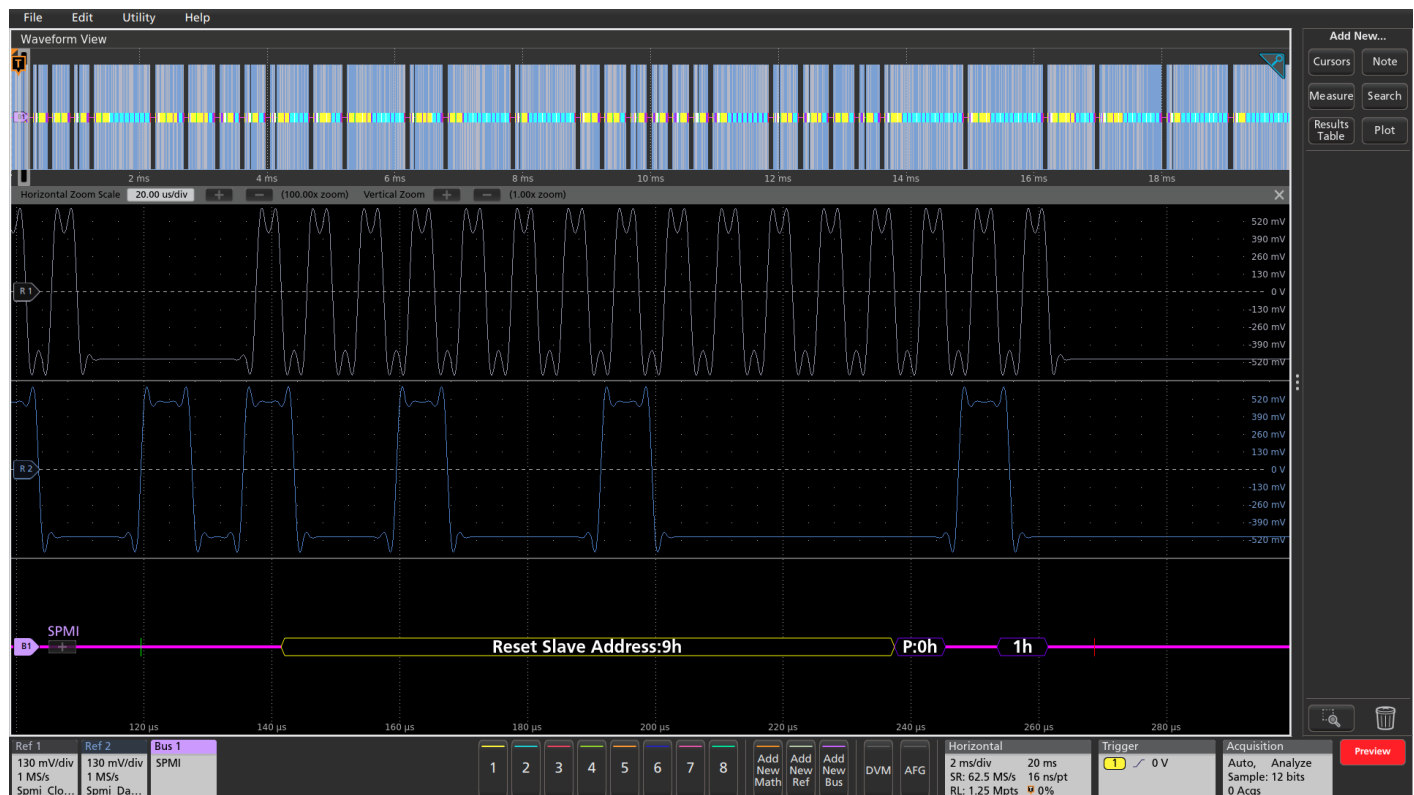 File Edit Utility Help
Waveform View
Add New...
Cursors Note
Measure Search
Results Table Plot
T
2 ms 4 ms 6 ms 8 ms 10 ms 12 ms 14 ms 16 ms 18 ms
Horizontal Zoom Scale 20.00 us/div + − (100.00x zoom) Vertical Zoom + − (1.00x zoom) ×
520 mV
390 mV
260 mV
130 mV
R 1 0 V
-130 mV
-260 mV
-390 mV
-520 mV
520 mV
390 mV
260 mV
130 mV
R 2 0 V
-130 mV
-260 mV
-390 mV
-520 mV
SPMI
B1 + Reset Slave Address:9h P:0h 1h
120 µs 140 µs 160 µs 180 µs 200 µs 220 µs 240 µs 260 µs 280 µs
Ref 1
130 mV/div
1 MS/s
Spmi_Clo...
Ref 2
130 mV/div
1 MS/s
Spmi_Da...
Bus 1
SPMI
1 2 3 4 5 6 7 8
Add New Math
Add New Ref
Add New Bus
DVM AFG
Horizontal
2 ms/div 20 ms
SR: 62.5 MS/s 16 ns/pt
RL: 1.25 Mpts 0%
Trigger
1 0 V
Acquisition
Auto, Analyze
Sample: 12 bits
0 Acqs
Preview